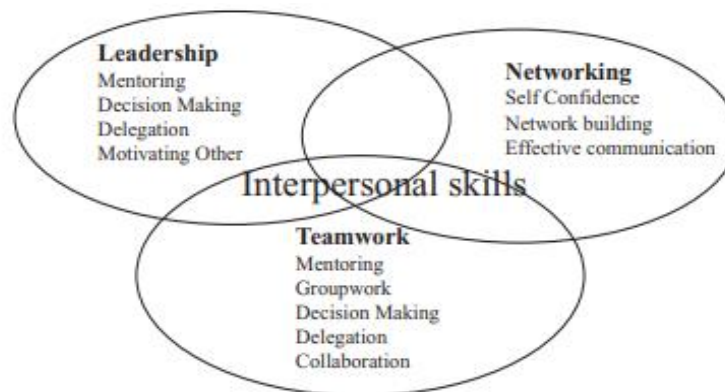 Leadership
Mentoring
Decision Making
Delegation
Motivating Other
Networking
Self Confidence
Network building
Effective communication
Interpersonal skills
Teamwork
Mentoring
Groupwork
Decision Making
Delegation
Collaboration